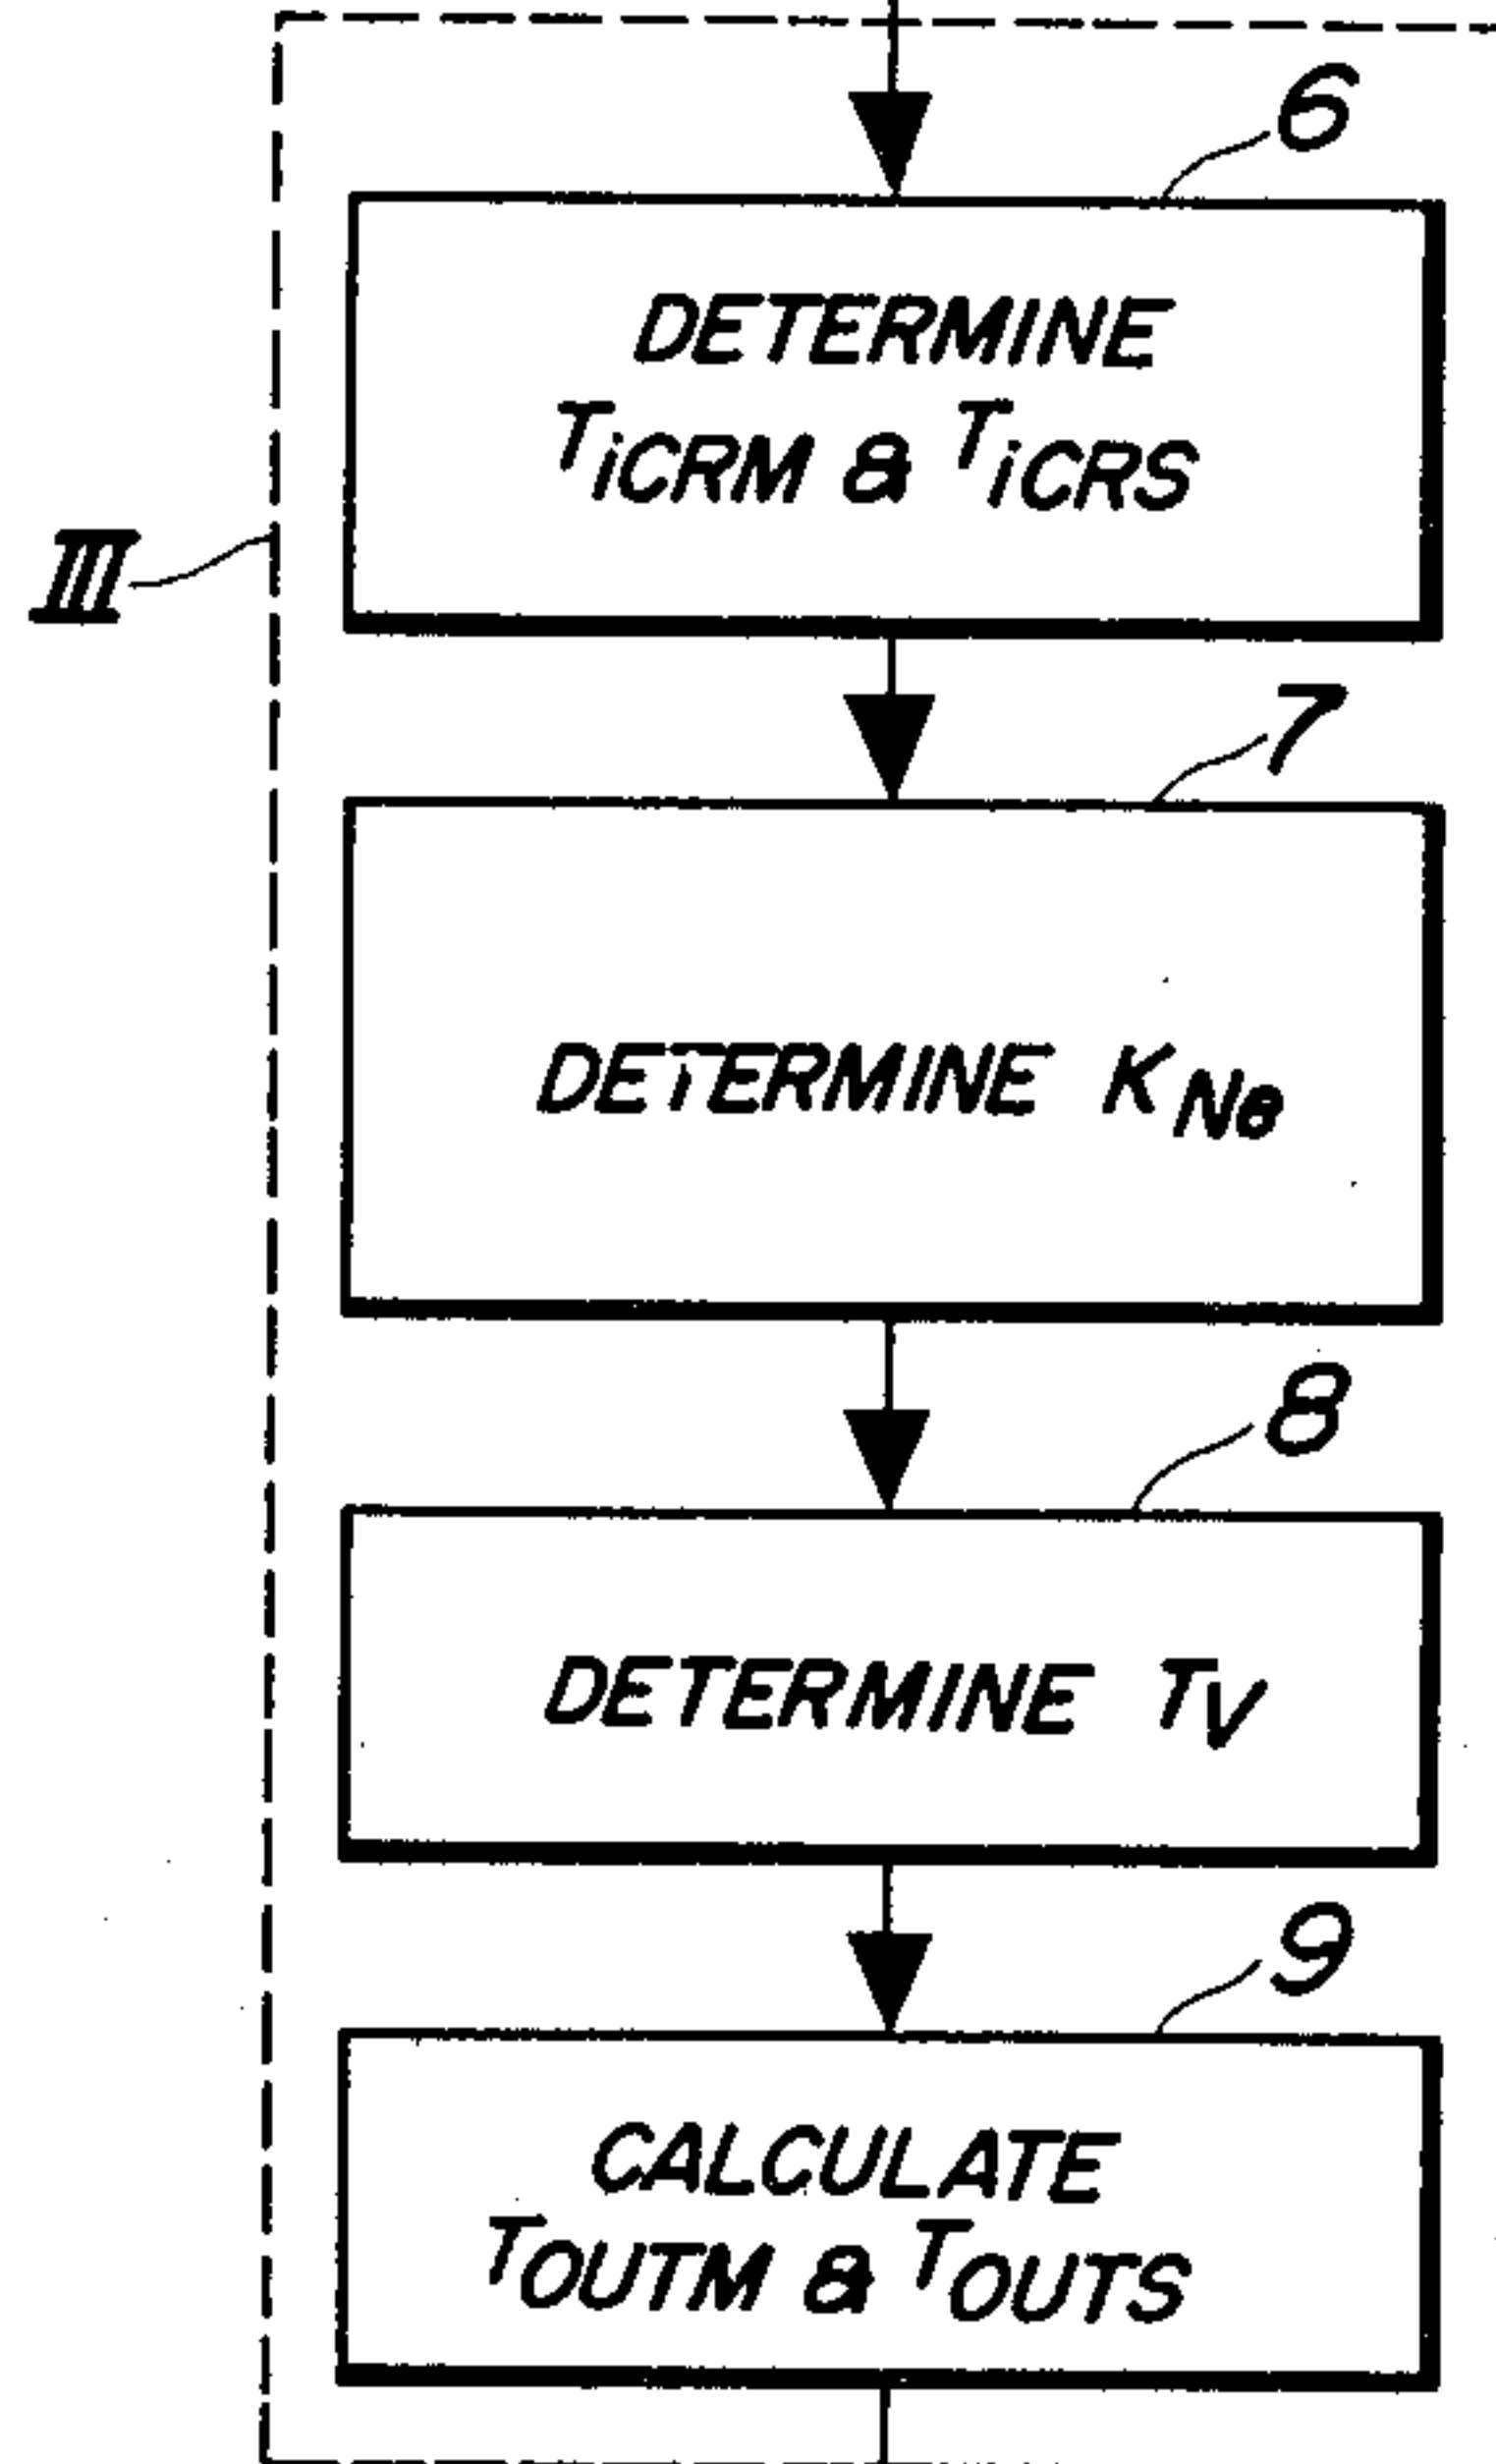 6
DETERMINE
TiCRM & TiCRS
III
7
DETERMINE KNe
8
DETERMINE TV
9
CALCULATE
TOUTM & TOUTS